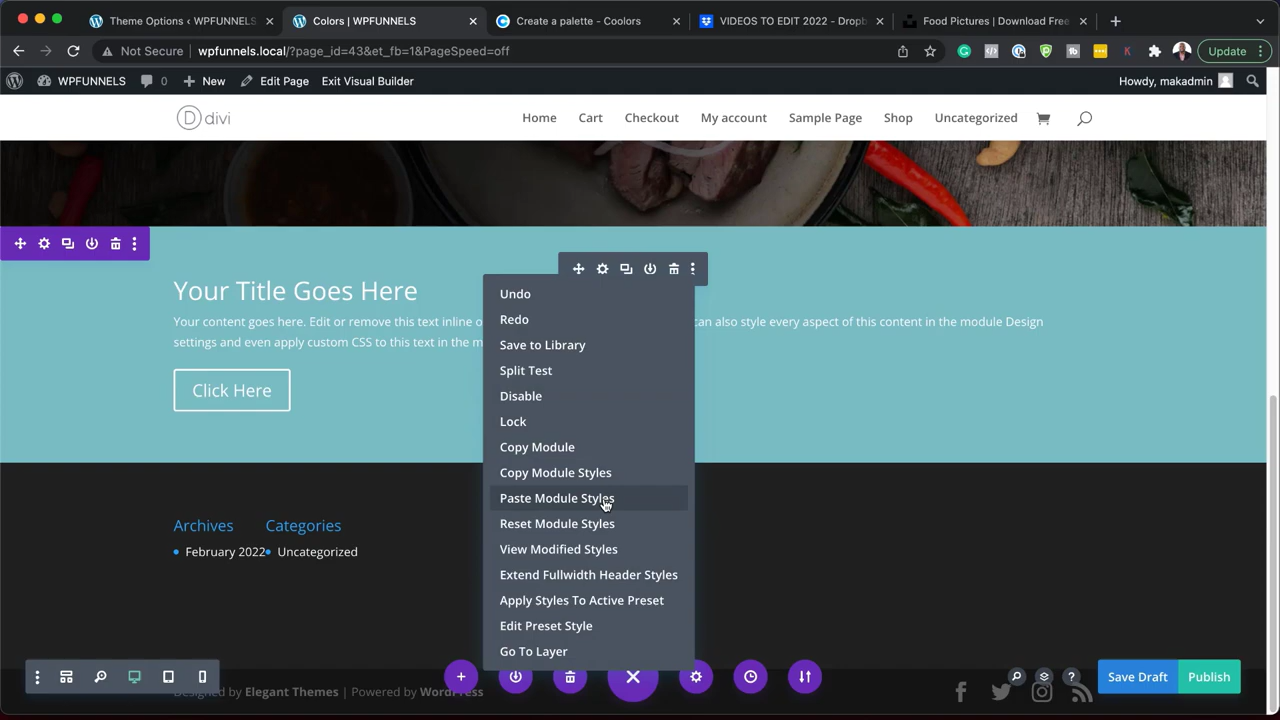 Theme Options ‹ WPFUNNELS
Colors | WPFUNNELS
Create a palette - Coolors
VIDEOS TO EDIT 2022 - Dropb
Food Pictures | Download Free
Not Secure
wpfunnels.local/?page_id=43&et_fb=1&PageSpeed=off
Update
WPFUNNELS
0
New
Edit Page
Exit Visual Builder
Howdy, makadmin
D divi
Home
Cart
Checkout
My account
Sample Page
Shop
Uncategorized
Your Title Goes Here
Your content goes here. Edit or remove this text inline o
can also style every aspect of this content in the module Design
settings and even apply custom CSS to this text in the m
Click Here
Undo
Redo
Save to Library
Split Test
Disable
Lock
Copy Module
Copy Module Styles
Paste Module Styles
Reset Module Styles
View Modified Styles
Extend Fullwidth Header Styles
Apply Styles To Active Preset
Edit Preset Style
Go To Layer
Archives
Categories
February 2022
Uncategorized
Designed by Elegant Themes | Powered by WordPress
Save Draft
Publish